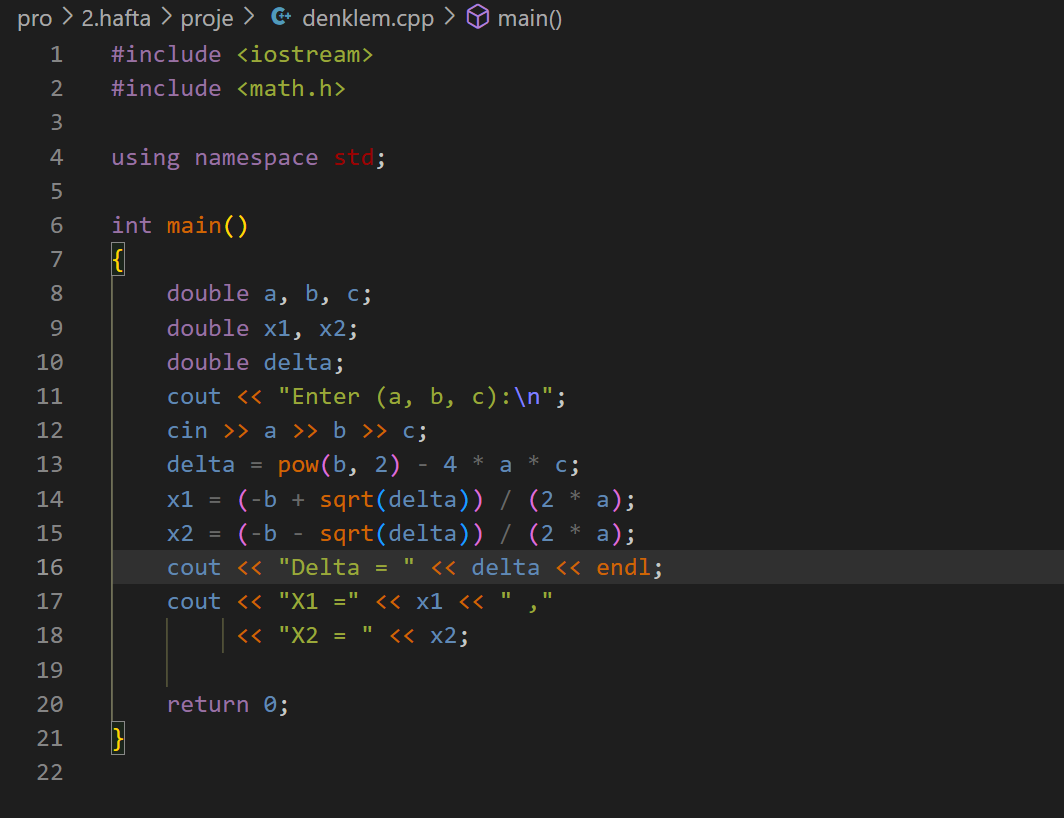 pro > 2.hafta > proje > denklem.cpp > main()
1 #include <iostream>
2 #include <math.h>
3
4 using namespace std;
5
6 int main()
7 {
8     double a, b, c;
9     double x1, x2;
10     double delta;
11     cout << "Enter (a, b, c):\n";
12     cin >> a >> b >> c;
13     delta = pow(b, 2) - 4 * a * c;
14     x1 = (-b + sqrt(delta)) / (2 * a);
15     x2 = (-b - sqrt(delta)) / (2 * a);
16     cout << "Delta = " << delta << endl;
17     cout << "X1 =" << x1 << " ,"
18         << "X2 = " << x2;
19
20     return 0;
21 }
22